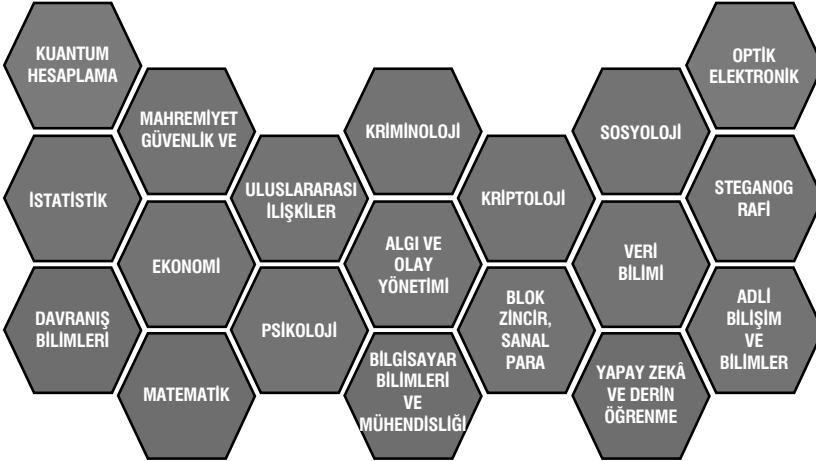 KUANTUM
HESAPLAMA
OPTİK
ELEKTRONİK
MAHREMİYET
GÜVENLİK VE
KRİMİNOLOJİ
SOSYOLOJİ
İSTATİSTİK
ULUSLARARASI
İLİŞKİLER
KRİPTOLOJİ
STEGANOG
RAFİ
EKONOMİ
ALGI VE
OLAY
YÖNETİMİ
VERİ
BİLİMİ
DAVRANIŞ
BİLİMLERİ
PSİKOLOJİ
BLOK
ZİNCİR,
SANAL
PARA
ADLİ
BİLİŞİM
VE
BİLİMLER
MATEMATİK
BİLGİSAYAR
BİLİMLERİ
VE
MÜHENDİSLİĞİ
YAPAY ZEKÂ
VE DERİN
ÖĞRENME